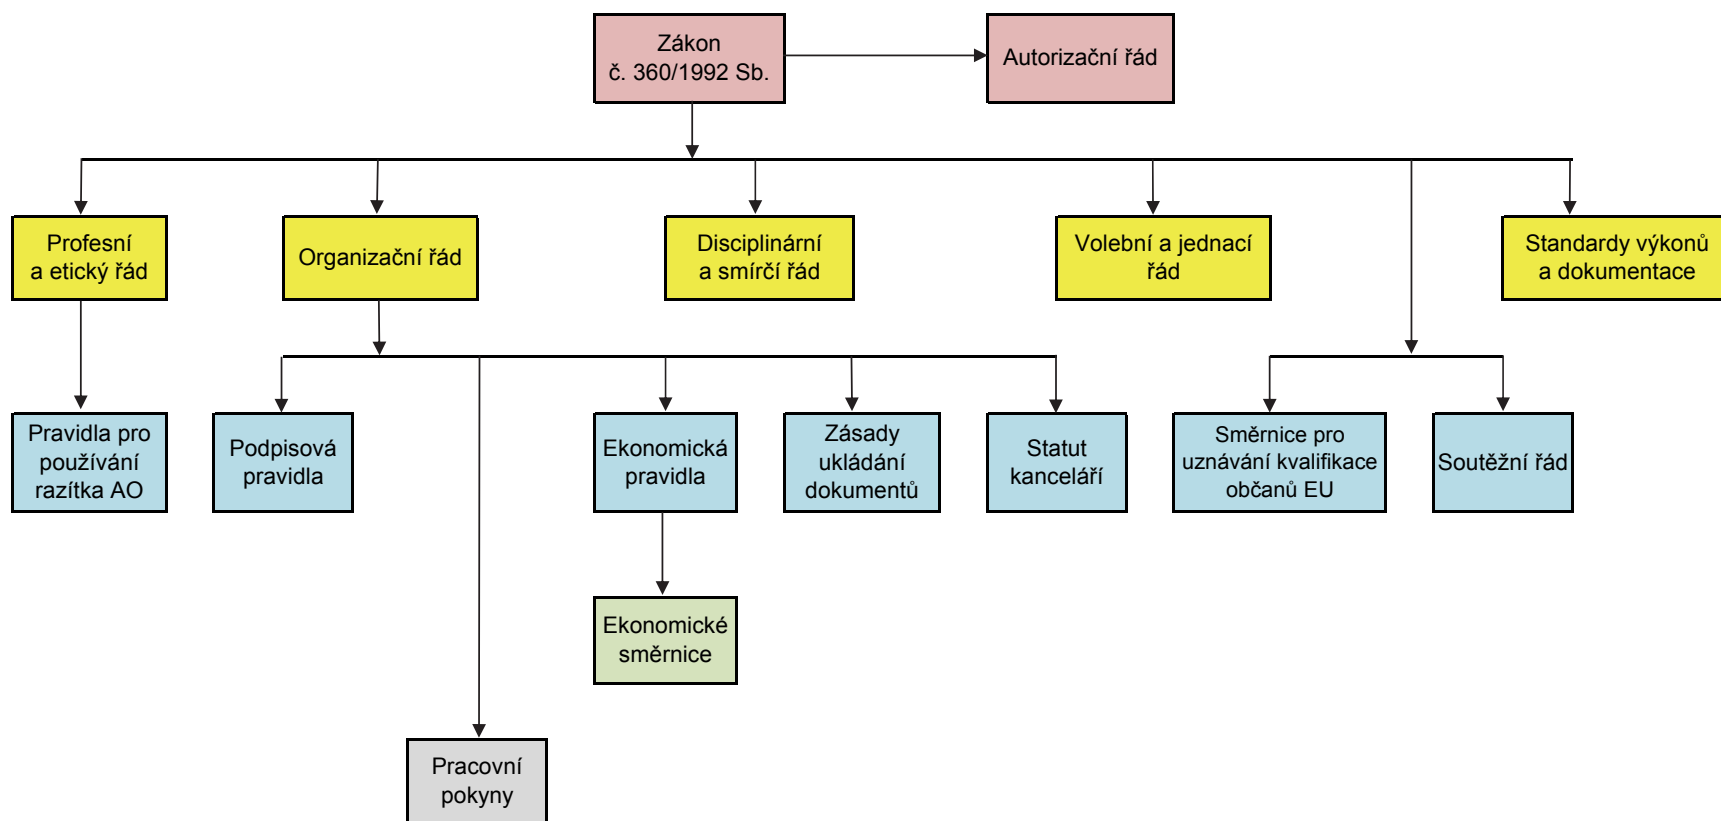 Zákon
č. 360/1992 Sb.
Autorizační řád
Profesní
a etický řád
Organizační řád
Disciplinární
a smírčí řád
Volební a jednací
řád
Standardy výkonů
a dokumentace
Pravidla pro
používání
razítka AO
Podpisová
pravidla
Ekonomická
pravidla
Zásady
ukládání
dokumentů
Statut
kanceláří
Směrnice pro
uznávání kvalifikace
občanů EU
Soutěžní řád
Ekonomické
směrnice
Pracovní
pokyny